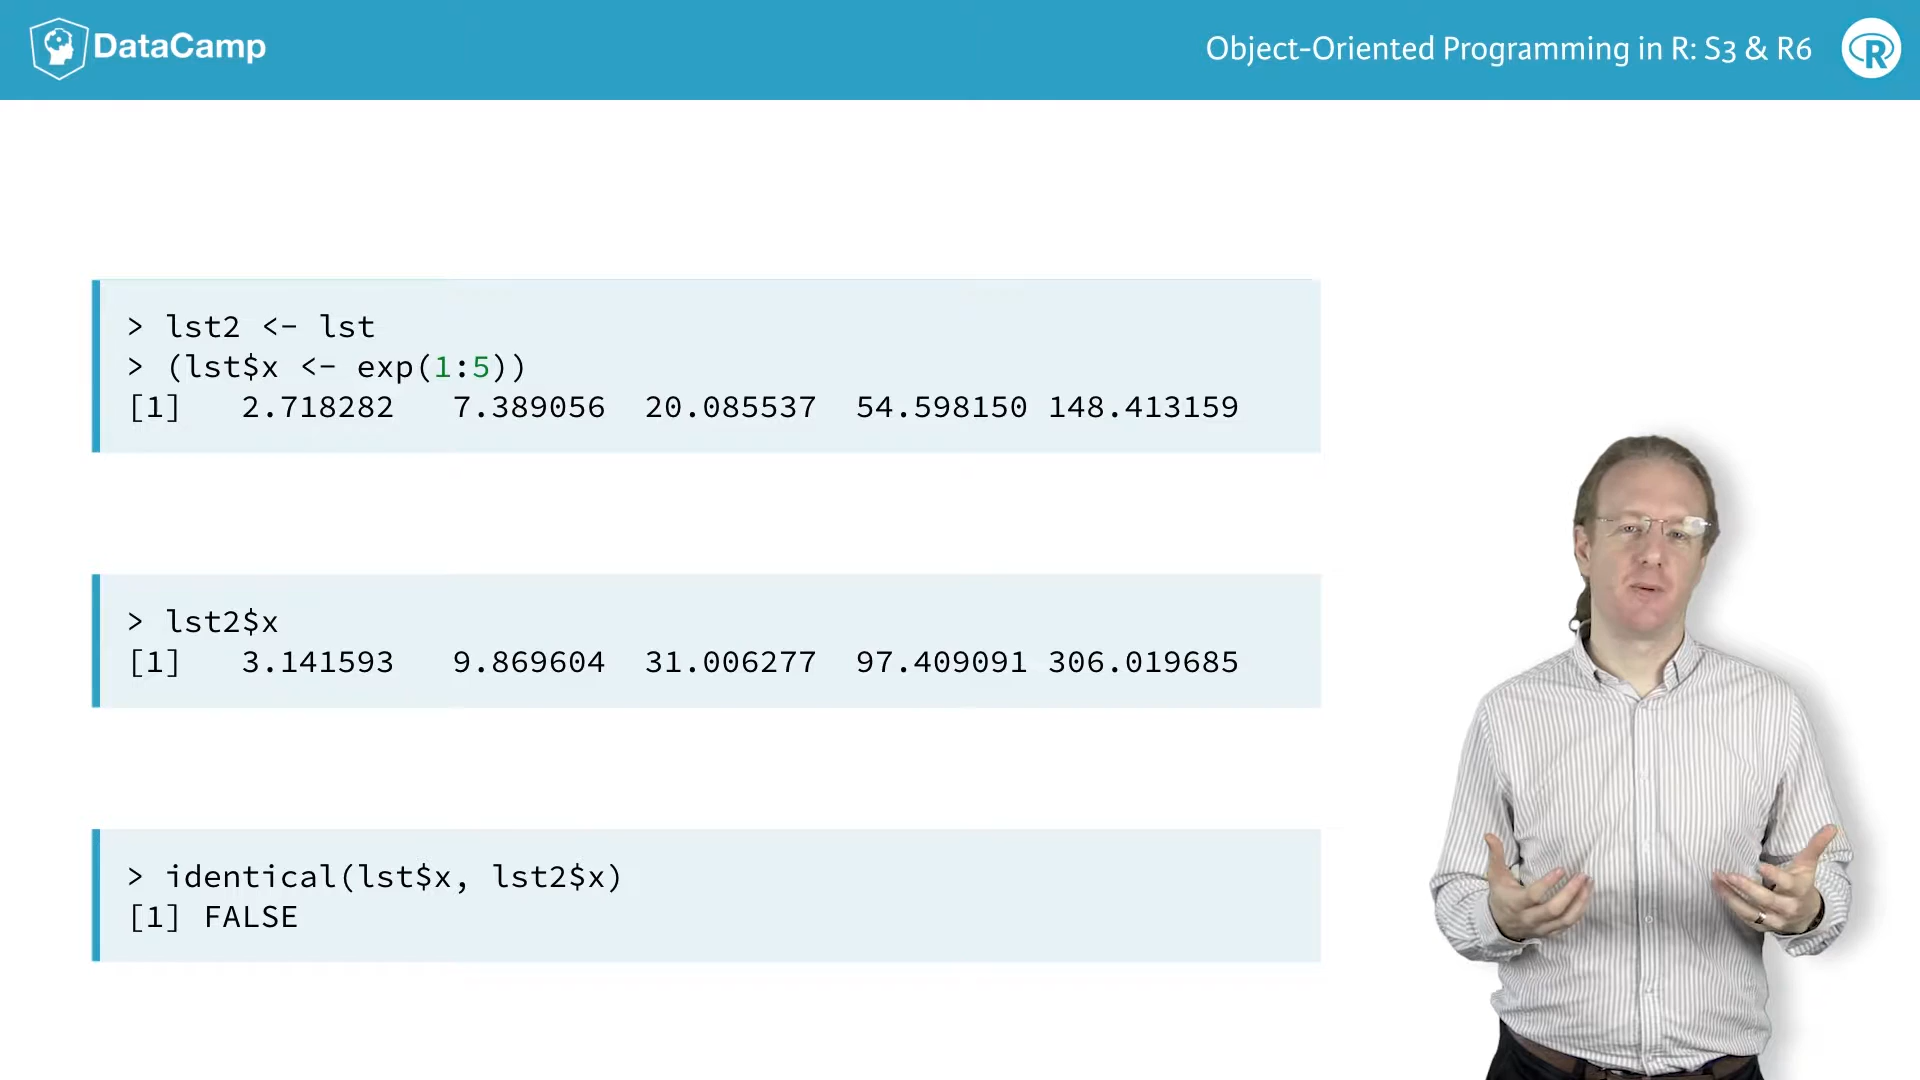 DataCamp
Object-Oriented Programming in R: S3 & R6
R
> lst2 <- lst
> (lst$x <- exp(1:5))
[1]   2.718282   7.389056  20.085537  54.598150 148.413159
> lst2$x
[1]   3.141593   9.869604  31.006277  97.409091 306.019685
> identical(lst$x, lst2$x)
[1] FALSE